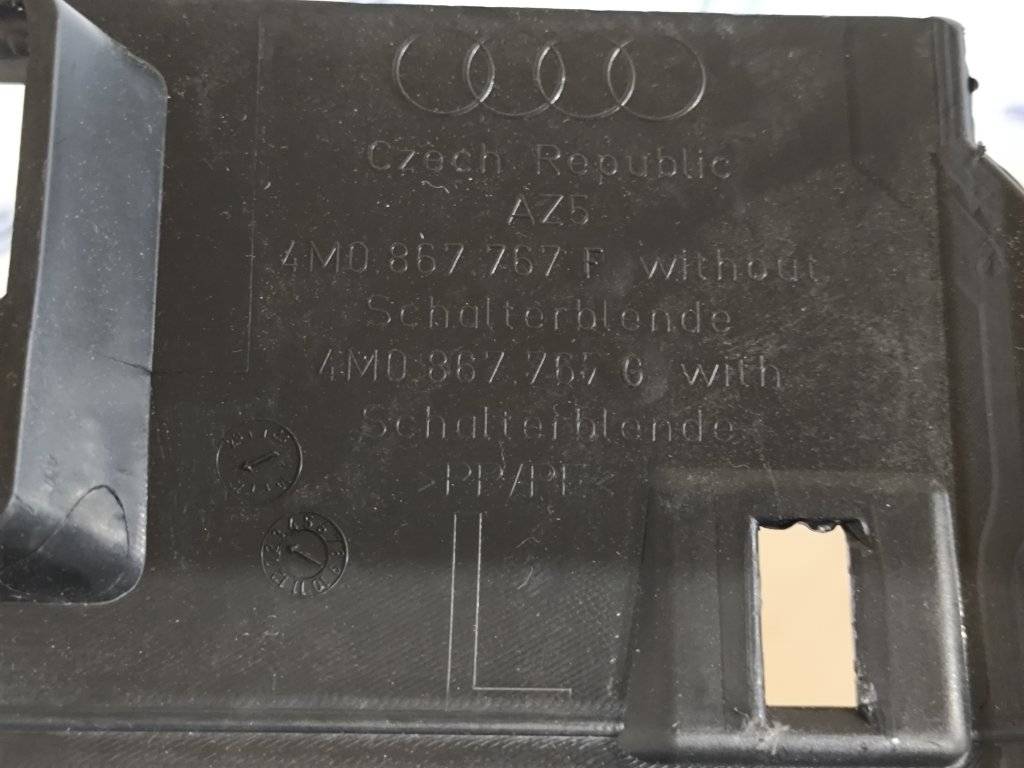 Czech Republic
AZ5
4M0.867.767 F without
Schalterblende
4M0.867.767 G with
Schalterblende
>PP/PE<
L